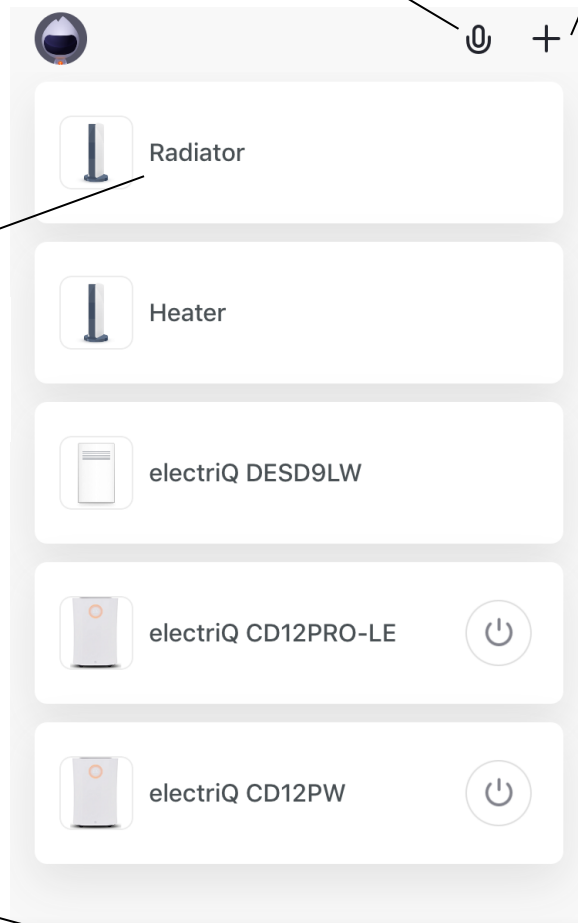 Radiator
Heater
electriQ DESD9LW
electriQ CD12PRO-LE
electriQ CD12PW